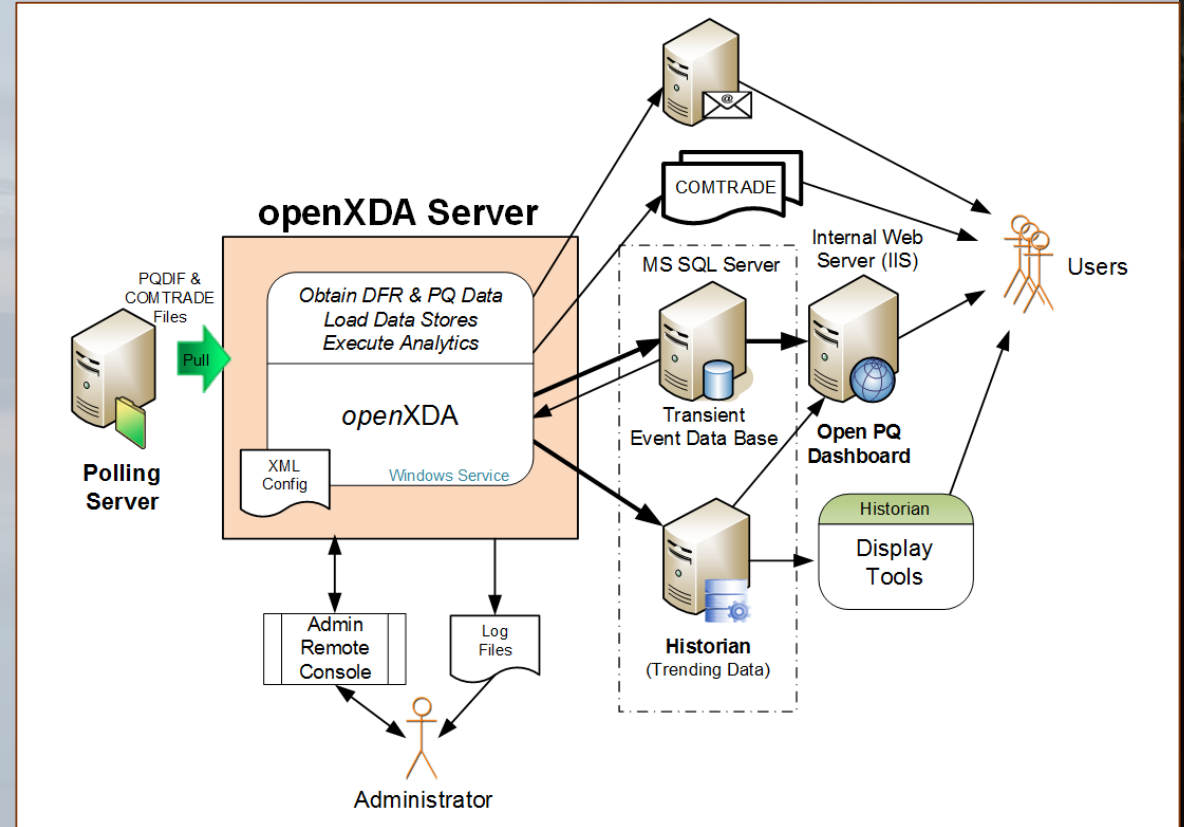 @
COMTRADE
openXDA Server
Internal Web
Server (IIS)
MS SQL Server
Users
PQDIF &
COMTRADE
Files
Obtain DFR & PQ Data
Load Data Stores
Execute Analytics
Pull
openXDA
Transient
Event Data Base
Open PQ
Dashboard
Polling
Server
XML
Config
Windows Service
Historian
Display
Tools
Admin
Remote
Console
Log
Files
Historian
(Trending Data)
Administrator